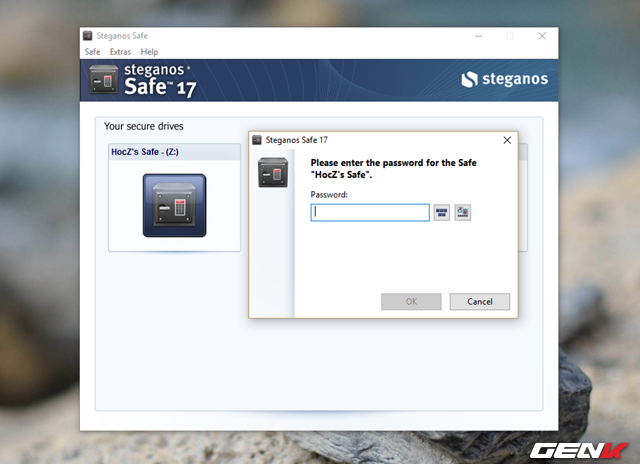 Steganos Safe
Safe Extras Help
steganos®
Safe™ 17
steganos
Your secure drives
HocZ's Safe - (Z:)
Steganos Safe 17
Please enter the password for the Safe
"HocZ's Safe".
Password:
OK Cancel
GENK